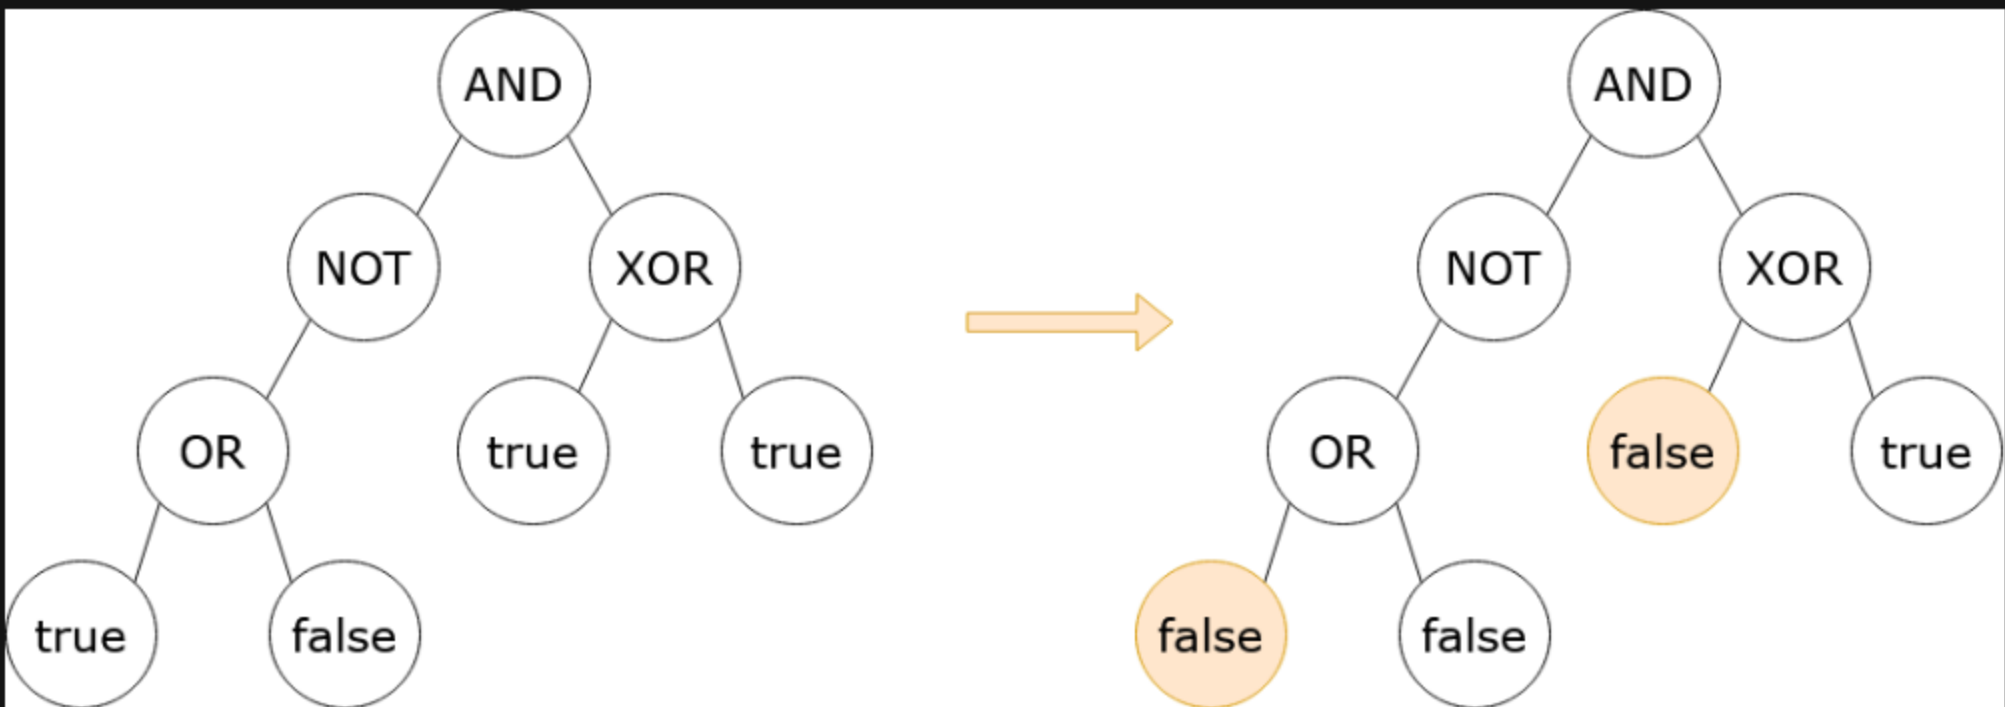 AND
AND
NOT
XOR
NOT
XOR
OR
true
true
OR
false
true
true
false
false
false